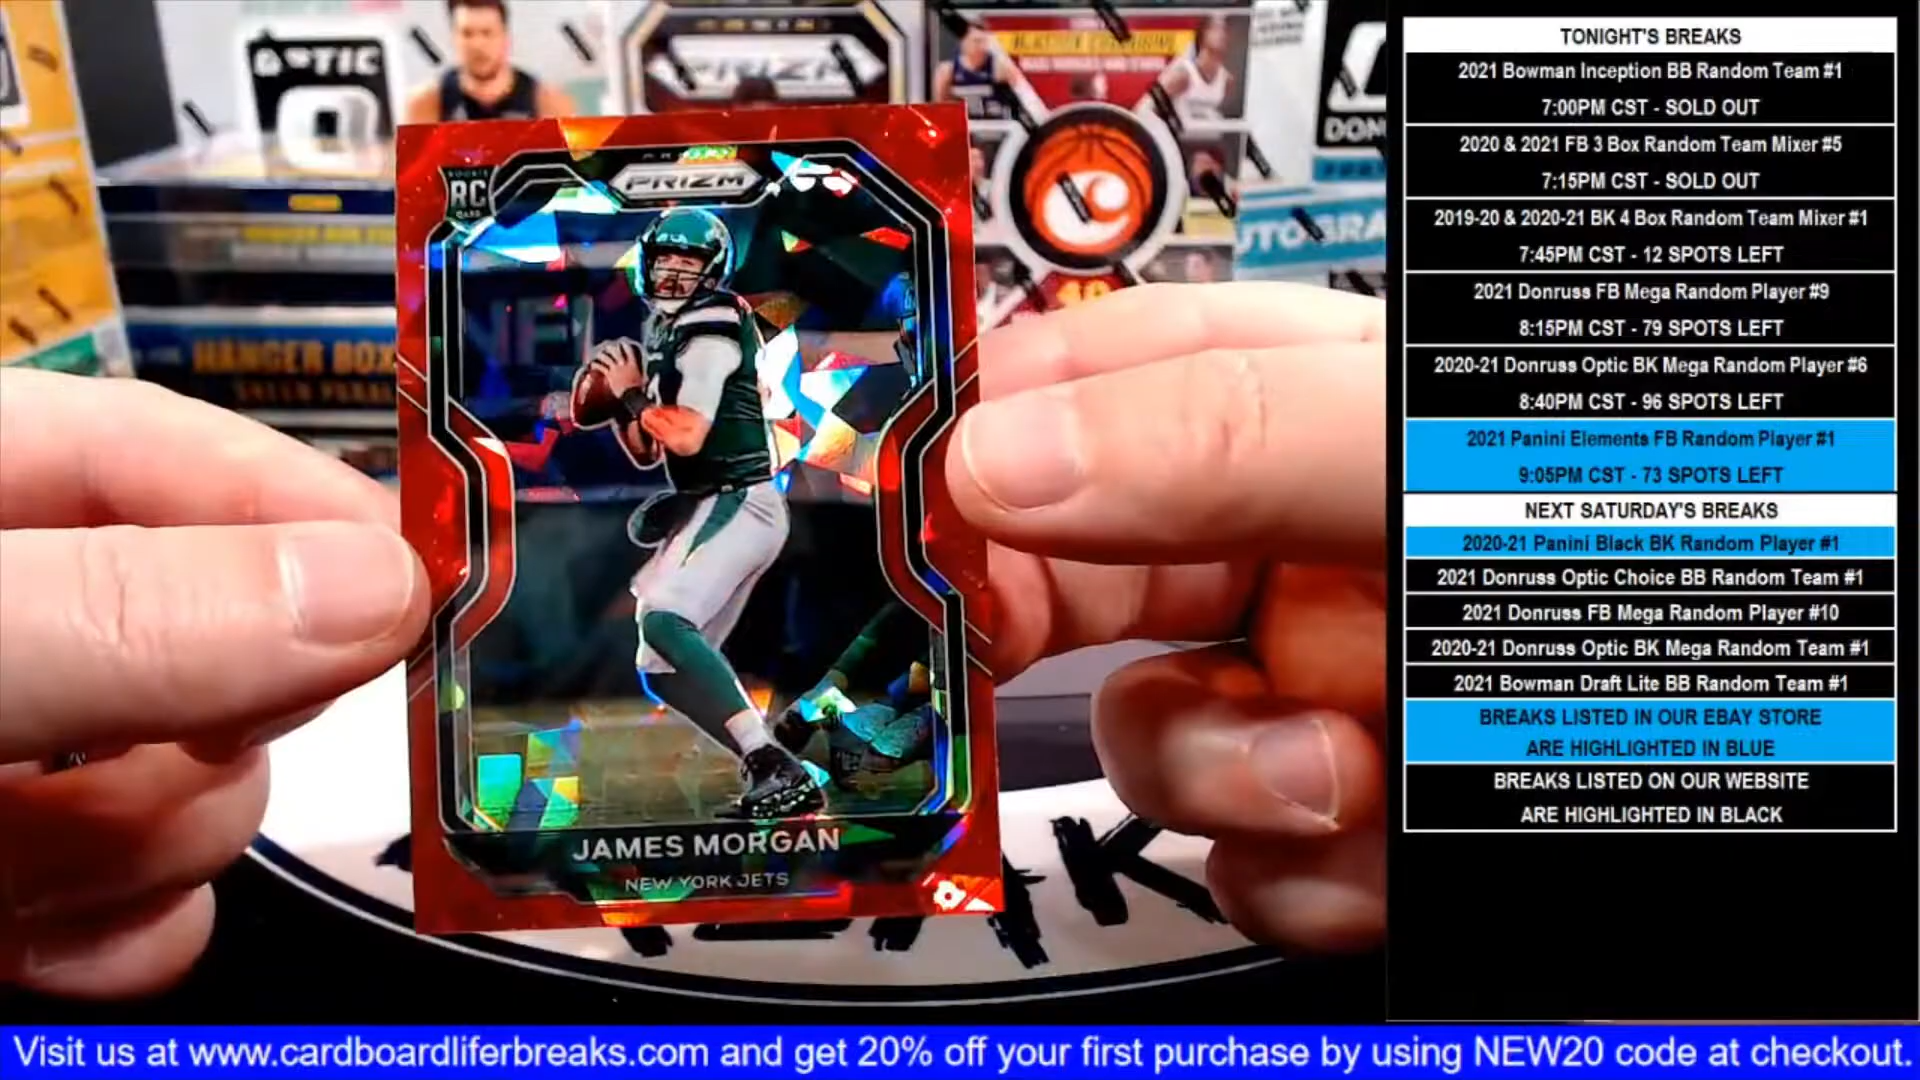 OPTIC
PRIZM
HANGER BOX
DON
AUTOGRA
ROOKIE
RC
CARD
PRIZM
JAMES MORGAN
NEW YORK JETS
TONIGHT'S BREAKS
2021 Bowman Inception BB Random Team #1
7:00PM CST - SOLD OUT
2020 & 2021 FB 3 Box Random Team Mixer #5
7:15PM CST - SOLD OUT
2019-20 & 2020-21 BK 4 Box Random Team Mixer #1
7:45PM CST - 12 SPOTS LEFT
2021 Donruss FB Mega Random Player #9
8:15PM CST - 79 SPOTS LEFT
2020-21 Donruss Optic BK Mega Random Player #6
8:40PM CST - 96 SPOTS LEFT
2021 Panini Elements FB Random Player #1
9:05PM CST - 73 SPOTS LEFT
NEXT SATURDAY'S BREAKS
2020-21 Panini Black BK Random Player #1
2021 Donruss Optic Choice BB Random Team #1
2021 Donruss FB Mega Random Player #10
2020-21 Donruss Optic BK Mega Random Team #1
2021 Bowman Draft Lite BB Random Team #1
BREAKS LISTED IN OUR EBAY STORE
ARE HIGHLIGHTED IN BLUE
BREAKS LISTED ON OUR WEBSITE
ARE HIGHLIGHTED IN BLACK
Visit us at www.cardboardliferbreaks.com and get 20% off your first purchase by using NEW20 code at checkout.